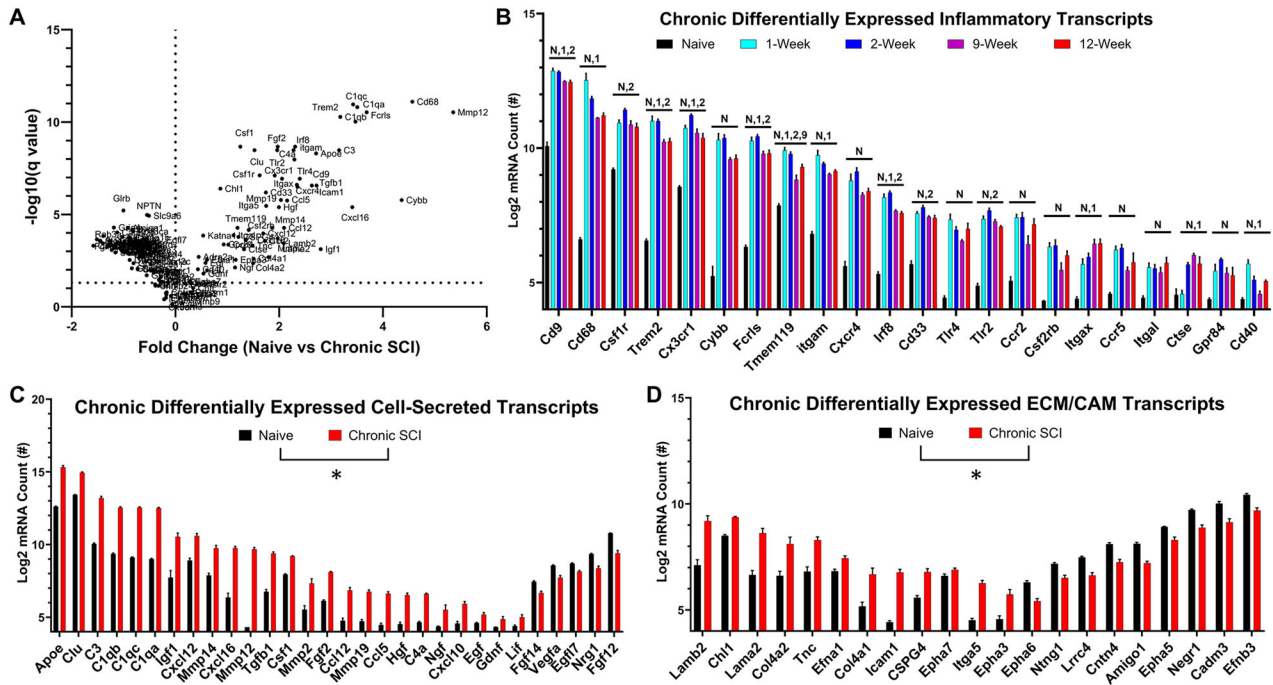 A
15
10
5
0
-2
0
2
4
6
-log10(q value)
Fold Change (Naive vs Chronic SCI)
C1qc
Cd68
Trem2
C1qa
Mmp12
C1qb
Fcrls
Csf1
Fgf2
Irf8
C4a
itgam
Apoe
C3
Clu
Tlr2
Csf1r
Cx3cr1
Tlr4
Cd9
Chl1
Itgax
Tgfb1
Cd33
Cxcr4
Icam1
Glrb
Mmp19
Ccl5
Cybb
NPTN
Itga5
Hgf
Cxcl16
Slc9a6
Tmem119
Mmp14
Csf2rb
Ccl12
Katna1
Cxcl12
Lamb2
Ctse
Igf1
Ngf
Col4a2
B
Chronic Differentially Expressed Inflammatory Transcripts
Naive
1-Week
2-Week
9-Week
12-Week
Log2 mRNA Count (#)
15
10
5
N,1,2
N,1
N,2
N,1,2
N,1,2
N
N,1,2
N,1,2,9
N,1
N
N,1,2
N,2
N
N
N
N
N,1
N
N
N,1
N
N,1
Cd9
Cd68
Csf1r
Trem2
Cx3cr1
Cybb
Fcrls
Tmem119
itgam
Cxcr4
Irf8
Cd33
Tlr4
Tlr2
Ccr2
Csf2rb
Itgax
Ccr5
Itgal
Ctse
Gpr84
Cd40
C
Chronic Differentially Expressed Cell-Secreted Transcripts
Naive
Chronic SCI
*
Log2 mRNA Count (#)
20
15
10
5
Apoe
Clu
C3
C1qb
C1qc
C1qa
Igf1
Cxcl12
Mmp14
Cxcl16
Mmp12
Tgfb1
Csf1
Mmp2
Fgf2
Ccl12
Mmp19
Ccl5
Hgf
C4a
Ngf
Cxcl10
Egf
Gdnf
Lif
Fgf14
Vegfa
Egfl7
Nrg1
Fgf12
D
Chronic Differentially Expressed ECM/CAM Transcripts
Naive
Chronic SCI
*
Log2 mRNA Count (#)
15
10
5
Lamb2
Chl1
Lama2
Col4a2
Tnc
Efna1
Col4a1
Icam1
CSPG4
Epha7
Itga5
Epha3
Epha6
Ntng1
Lrrc4
Cntn4
Amigo1
Epha5
Negr1
Cadm3
Efnb3